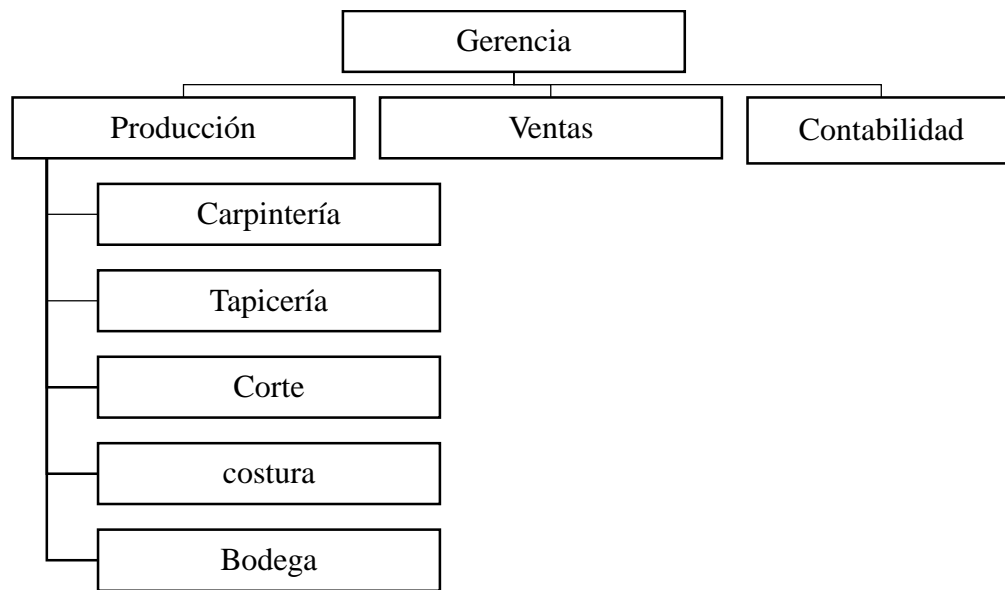 Gerencia
Producción
Ventas
Contabilidad
Carpintería
Tapicería
Corte
costura
Bodega